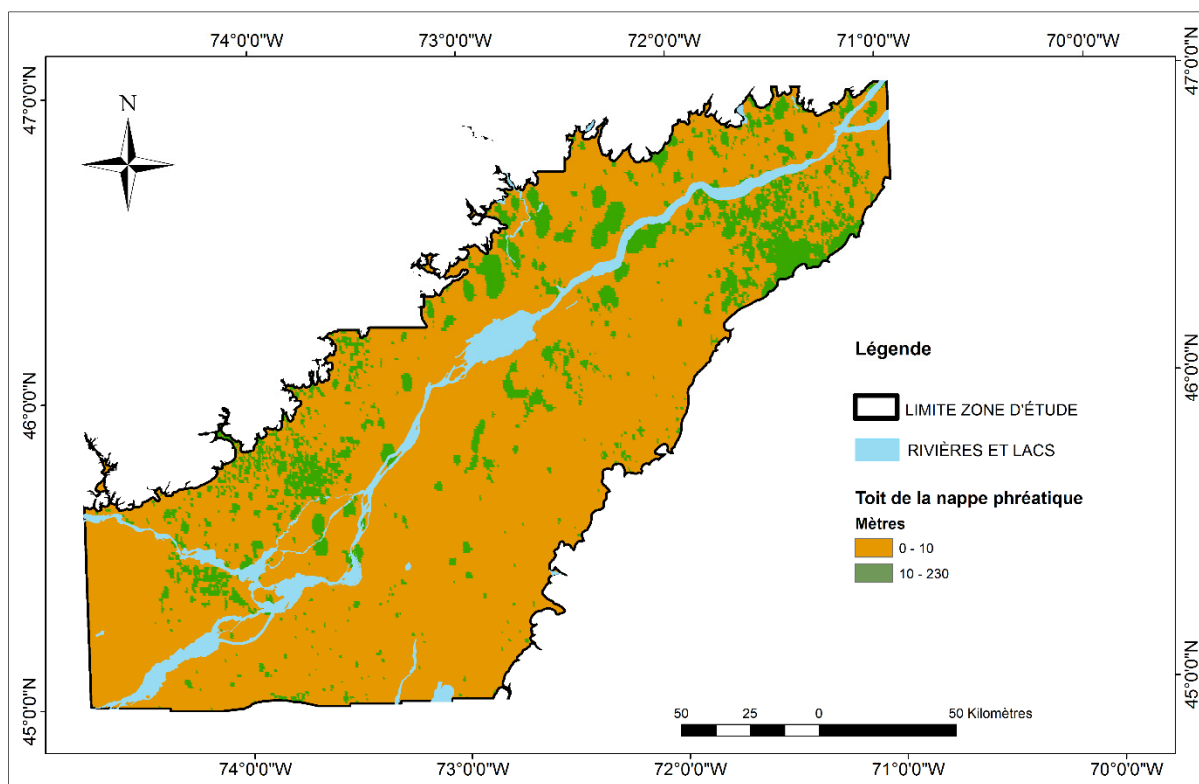 74°0'0"W 73°0'0"W 72°0'0"W 71°0'0"W 70°0'0"W
47°0'0"N
47°0'0"N
N
46°0'0"N
46°0'0"N
45°0'0"N
45°0'0"N
Légende
LIMITE ZONE D'ÉTUDE
RIVIÈRES ET LACS
Toit de la nappe phréatique
Mètres
0 - 10
10 - 230
50 25 0 50 Kilomètres
74°0'0"W 73°0'0"W 72°0'0"W 71°0'0"W 70°0'0"W